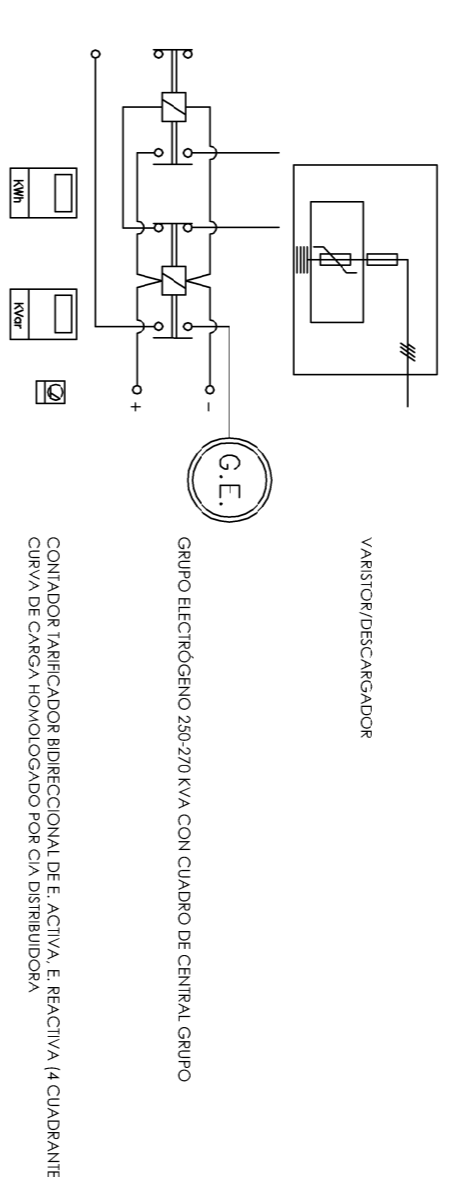 VARISTOR/DESCARGADOR
G.E.
-
+
GRUPO ELECTRÓGENO 250-270 KVA CON CUADRO DE CENTRAL GRUPO
KWh
KVar
CONTADOR TARIFICADOR BIDIRECCIONAL DE E. ACTIVA, E. REACTIVA (4 CUADRANTE
CURVA DE CARGA HOMOLOGADO POR CIA DISTRIBUIDORA